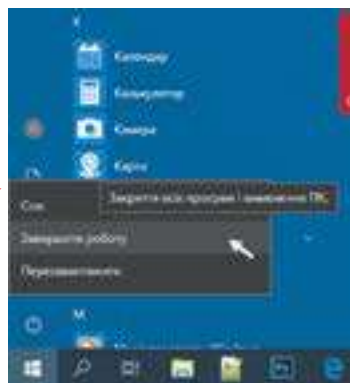 К
Календар
Калькулятор
Камера
Карти
Сон
Закриття всіх програм і вимкнення ПК.
Завершити роботу
Перезавантажити
М